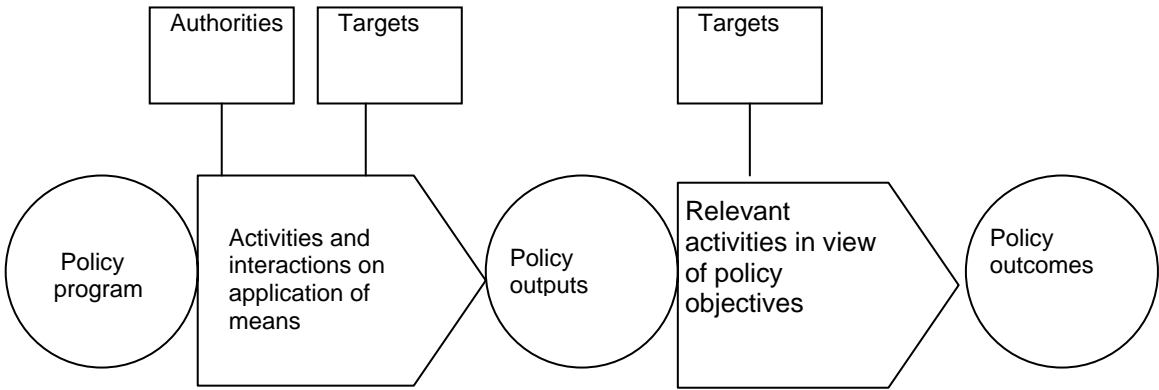 Authorities
Targets
Targets
Policy
program
Activities and
interactions on
application of
means
Policy
outputs
Relevant
activities in view
of policy
objectives
Policy
outcomes